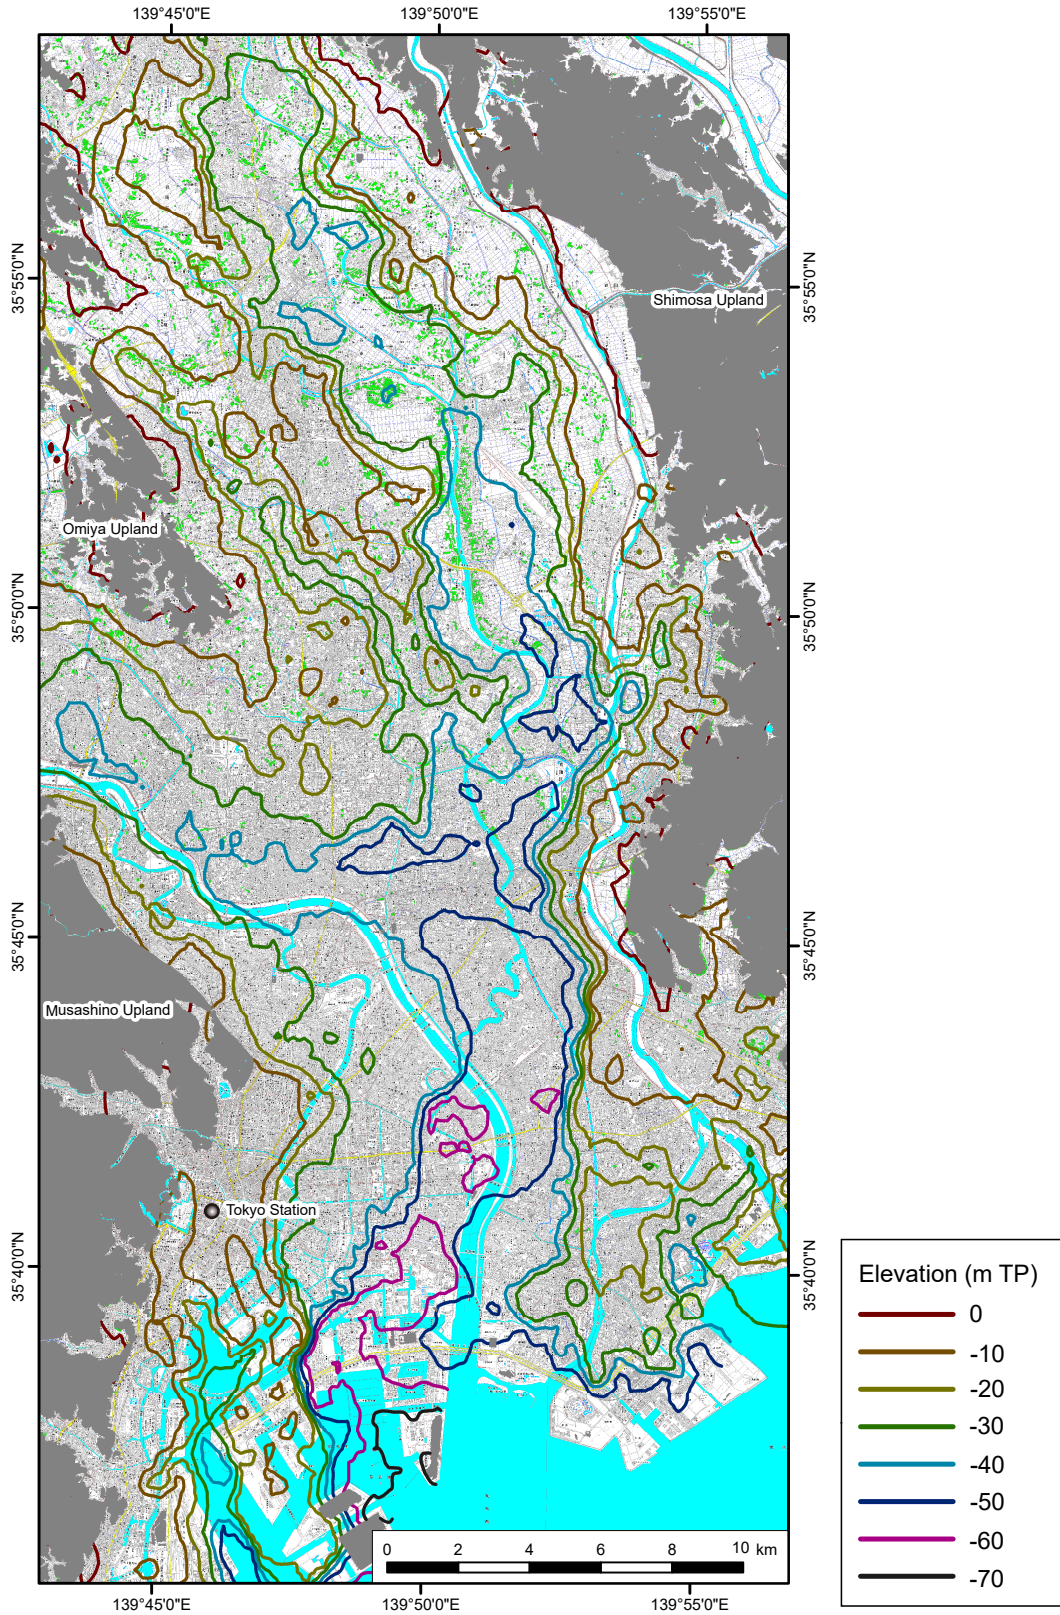 139°45'0"E
139°50'0"E
139°55'0"E
35°55'0"N
35°55'0"N
Shimosa Upland
Omiya Upland
35°50'0"N
35°50'0"N
35°45'0"N
35°45'0"N
Musashino Upland
Tokyo Station
35°40'0"N
35°40'0"N
Elevation (m TP)
0
-10
-20
-30
-40
-50
-60
-70
0 2 4 6 8 10 km
139°45'0"E
139°50'0"E
139°55'0"E